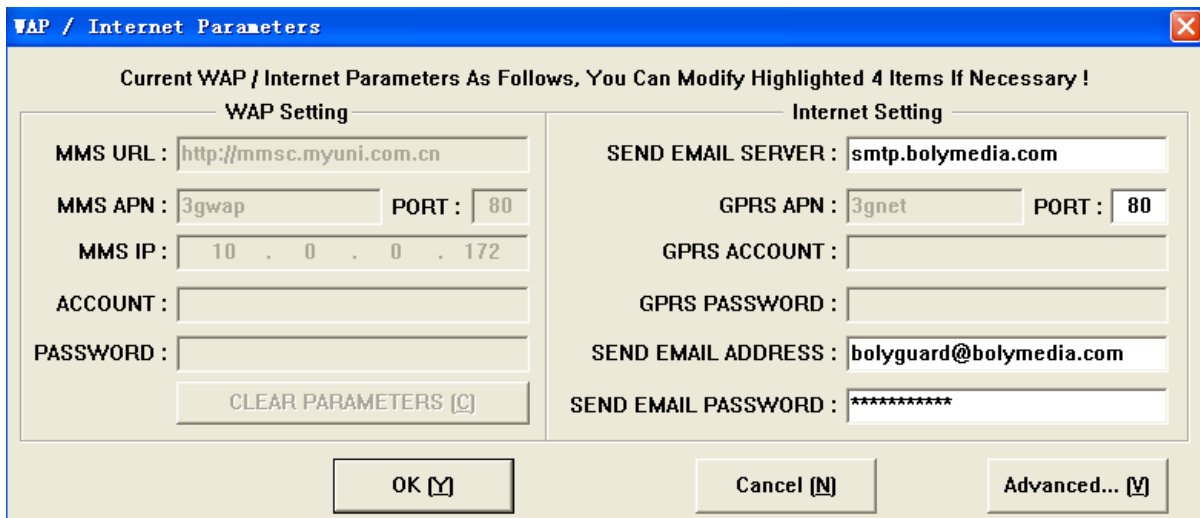 WAP / Internet Parameters
Current WAP / Internet Parameters As Follows, You Can Modify Highlighted 4 Items If Necessary !
WAP Setting
MMS URL : http://mmsc.myuni.com.cn
MMS APN : 3gwap PORT : 80
MMS IP : 10 . 0 . 0 . 172
ACCOUNT :
PASSWORD :
CLEAR PARAMETERS (C)
Internet Setting
SEND EMAIL SERVER : smtp.bolymedia.com
GPRS APN : 3gnet PORT : 80
GPRS ACCOUNT :
GPRS PASSWORD :
SEND EMAIL ADDRESS : bolyguard@bolymedia.com
SEND EMAIL PASSWORD : ***********
OK (Y) Cancel (N) Advanced... (V)